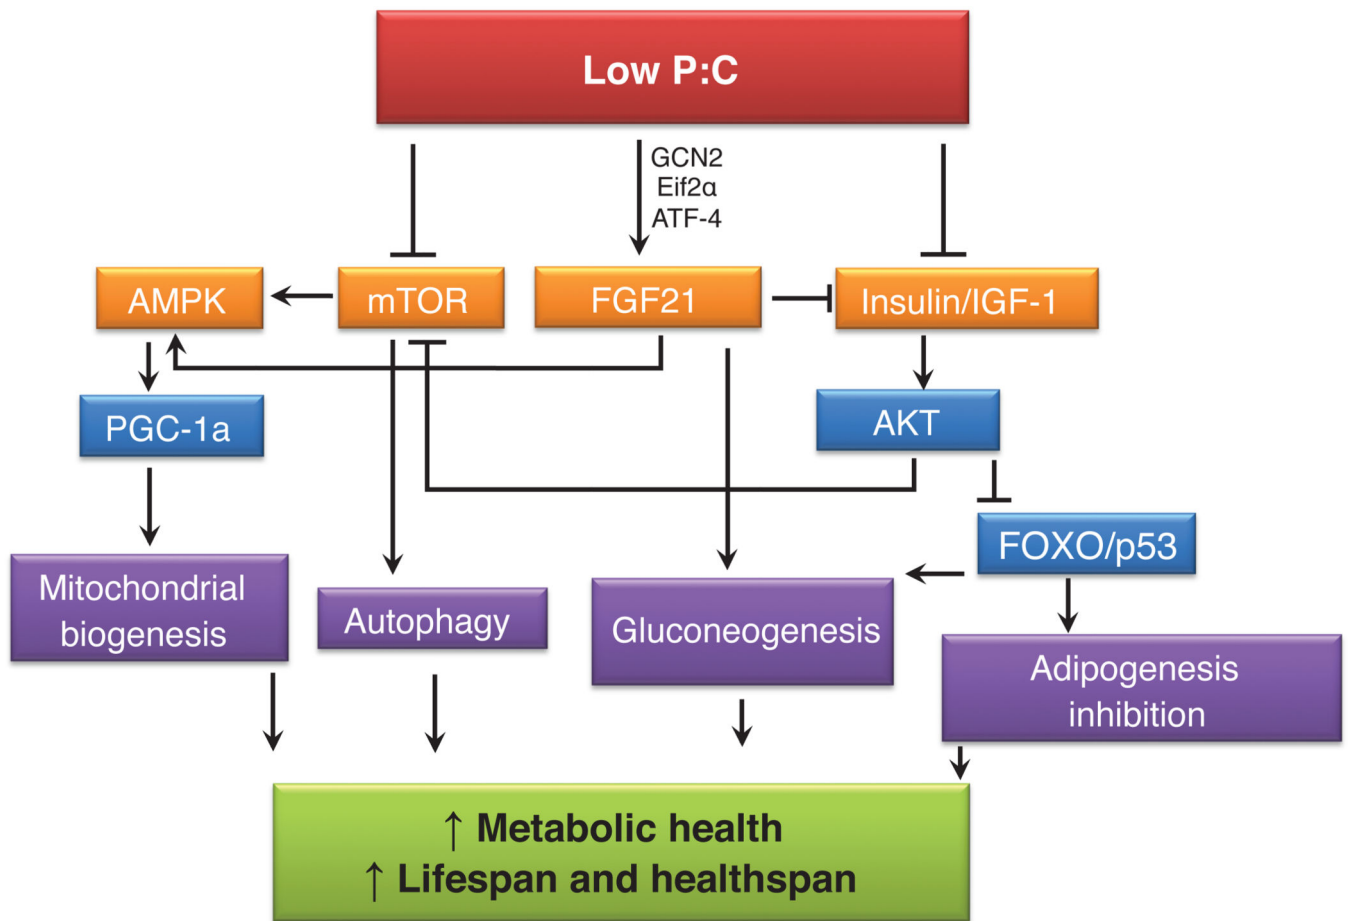 Low P:C
GCN2
Eif2α
ATF-4
AMPK
mTOR
FGF21
Insulin/IGF-1
PGC-1a
AKT
FOXO/p53
Mitochondrial
biogenesis
Autophagy
Gluconeogenesis
Adipogenesis
inhibition
↑ Metabolic health
↑ Lifespan and healthspan